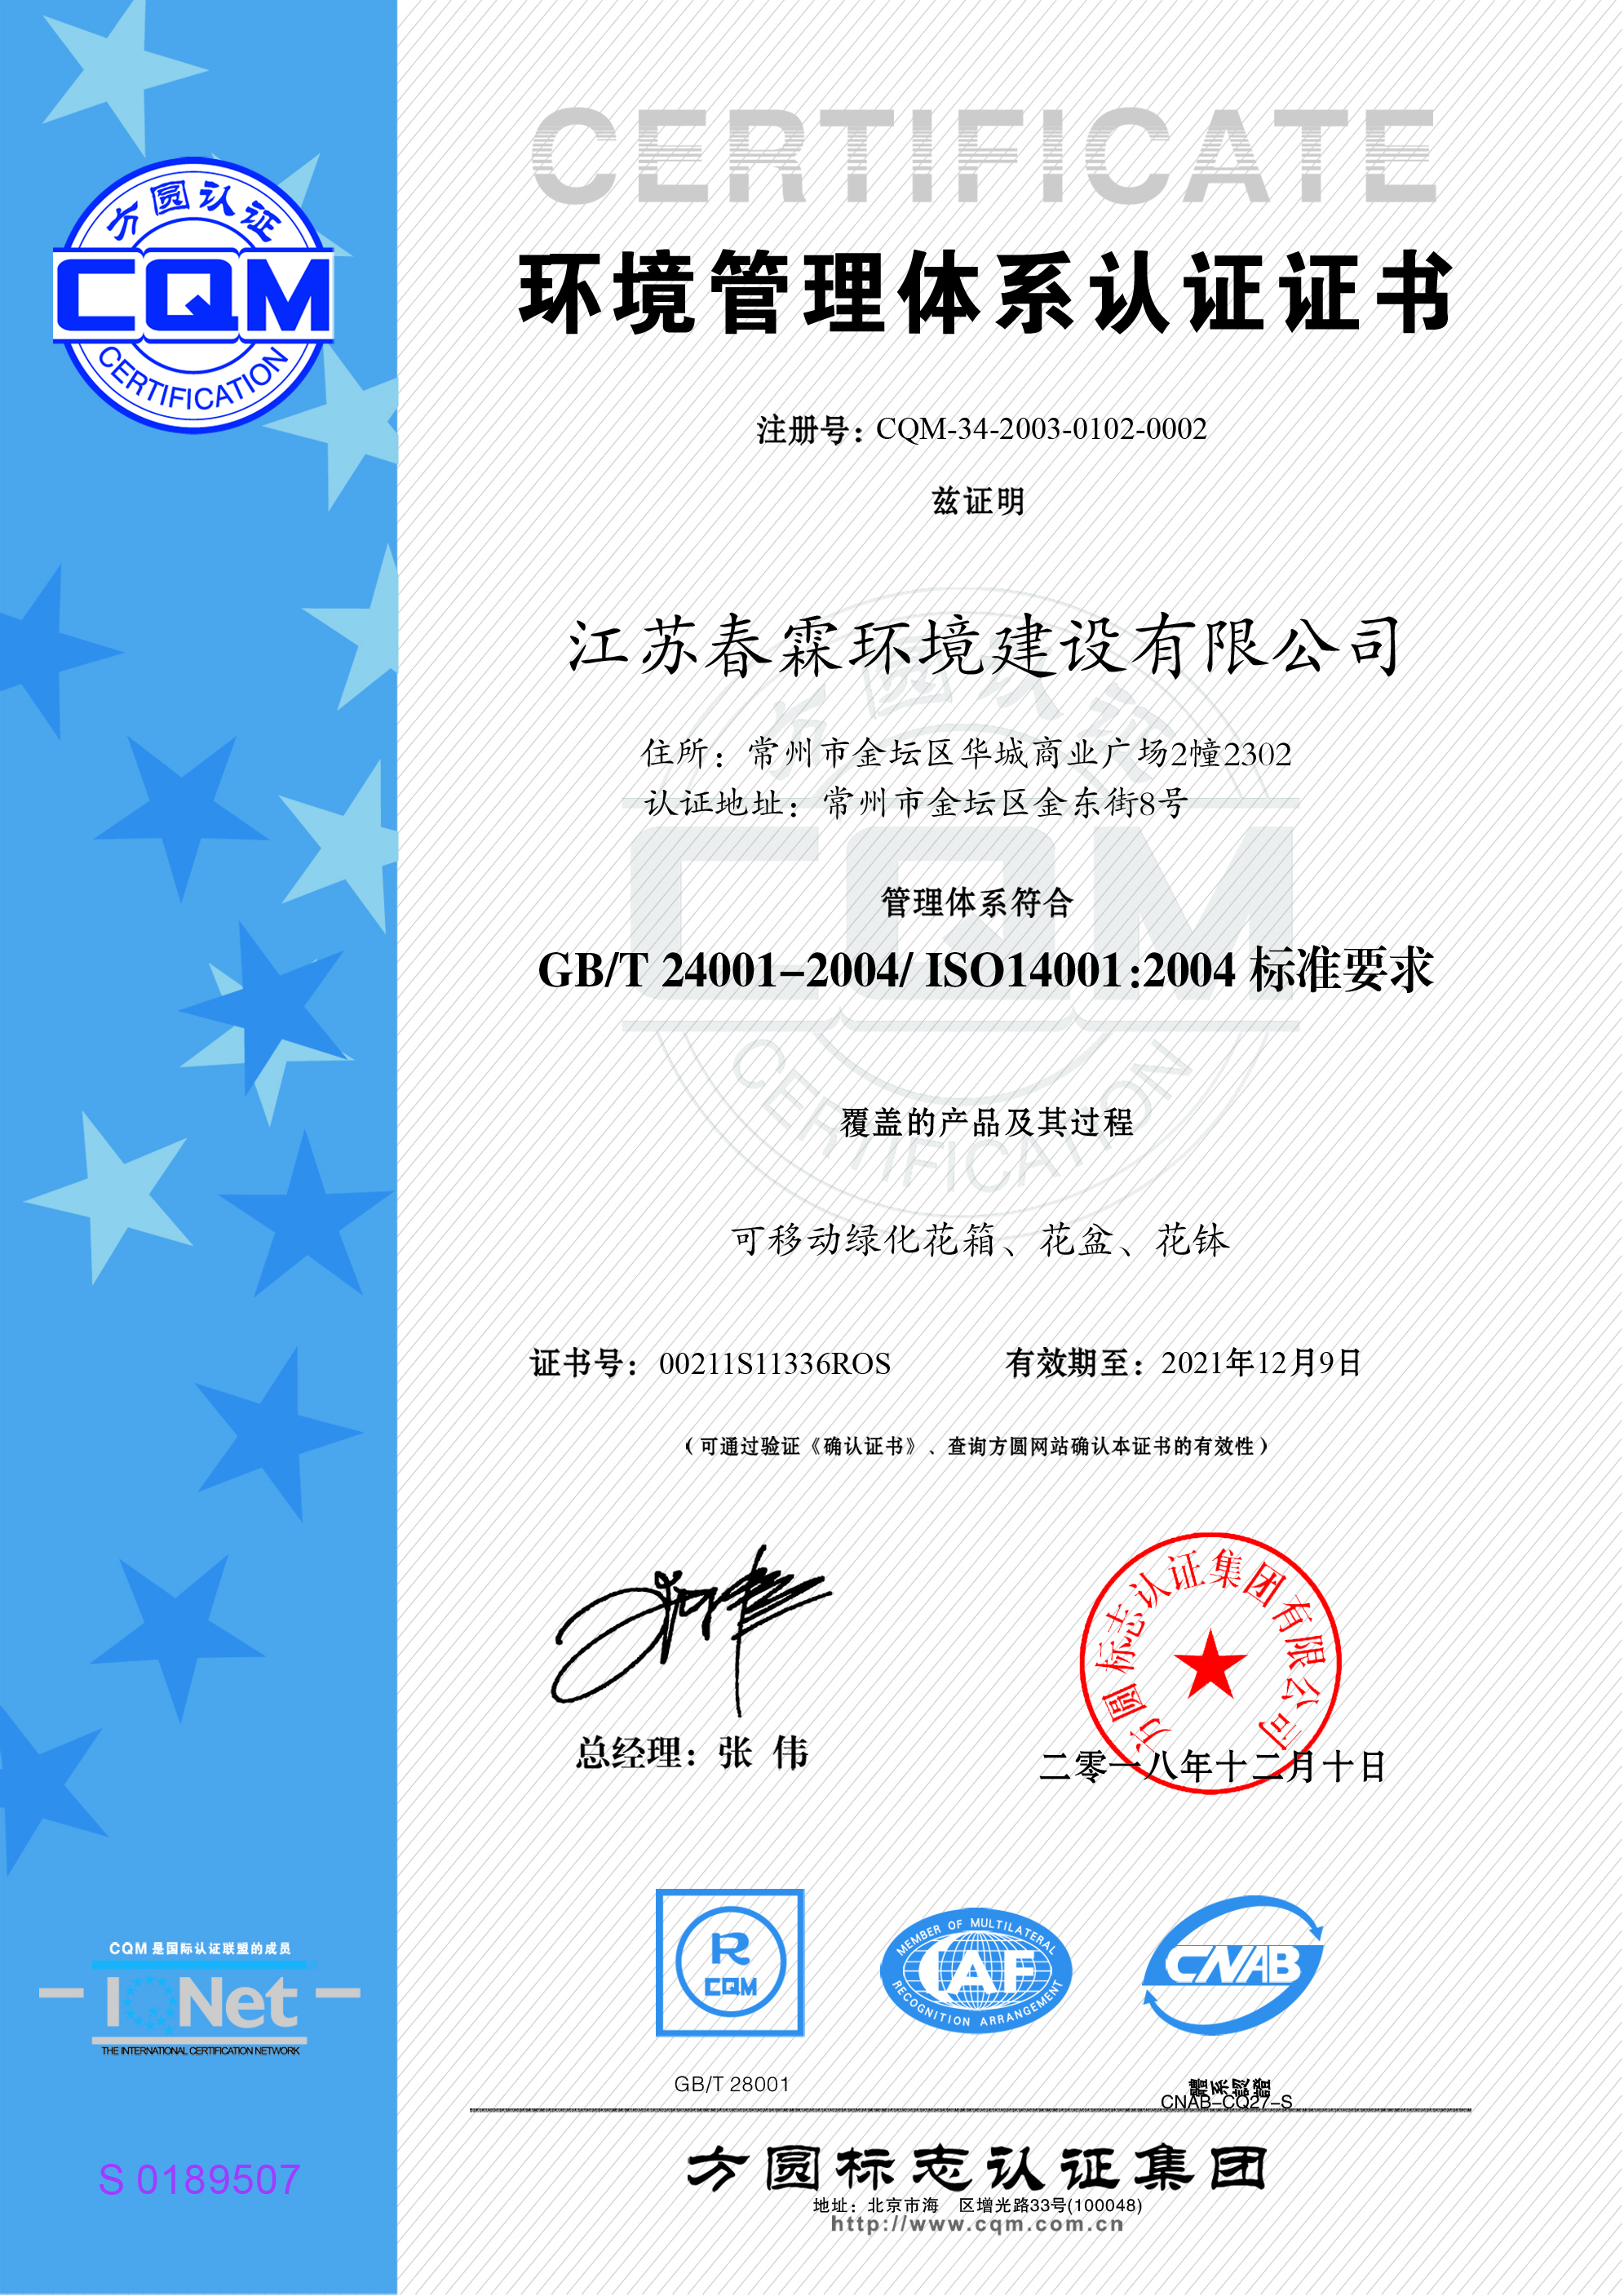 CERTIFICATE
方圆认证
CQM
CERTIFICATION
环境管理体系认证证书
注册号: CQM-34-2003-0102-0002
兹证明
江苏春霖环境建设有限公司
住所: 常州市金坛区华城商业广场2幢2302
认证地址: 常州市金坛区金东街8号
管理体系符合
GB/T 24001-2004/ ISO14001:2004 标准要求
方圆认证
CQM
CERTIFICATION
覆盖的产品及其过程
可移动绿化花箱、花盆、花钵
证书号: 00211S11336ROS 有效期至: 2021年12月9日
(可通过验证《确认证书》、查询方圆网站确认本证书的有效性)
张伟
总经理: 张 伟
方圆标志认证集团有限公司
二零一八年十二月十日
CQM 是国际认证联盟的成员
IQNet
THE INTERNATIONAL CERTIFICATION NETWORK
R
CQM
GB/T 28001
MEMBER OF MULTILATERAL
IAF
RECOGNITION ARRANGEMENT
CNAB
體系認證
CNAB-CQ27-S
S 0189507
方圆标志认证集团
地址: 北京市海 区增光路33号(100048)
http://www.cqm.com.cn